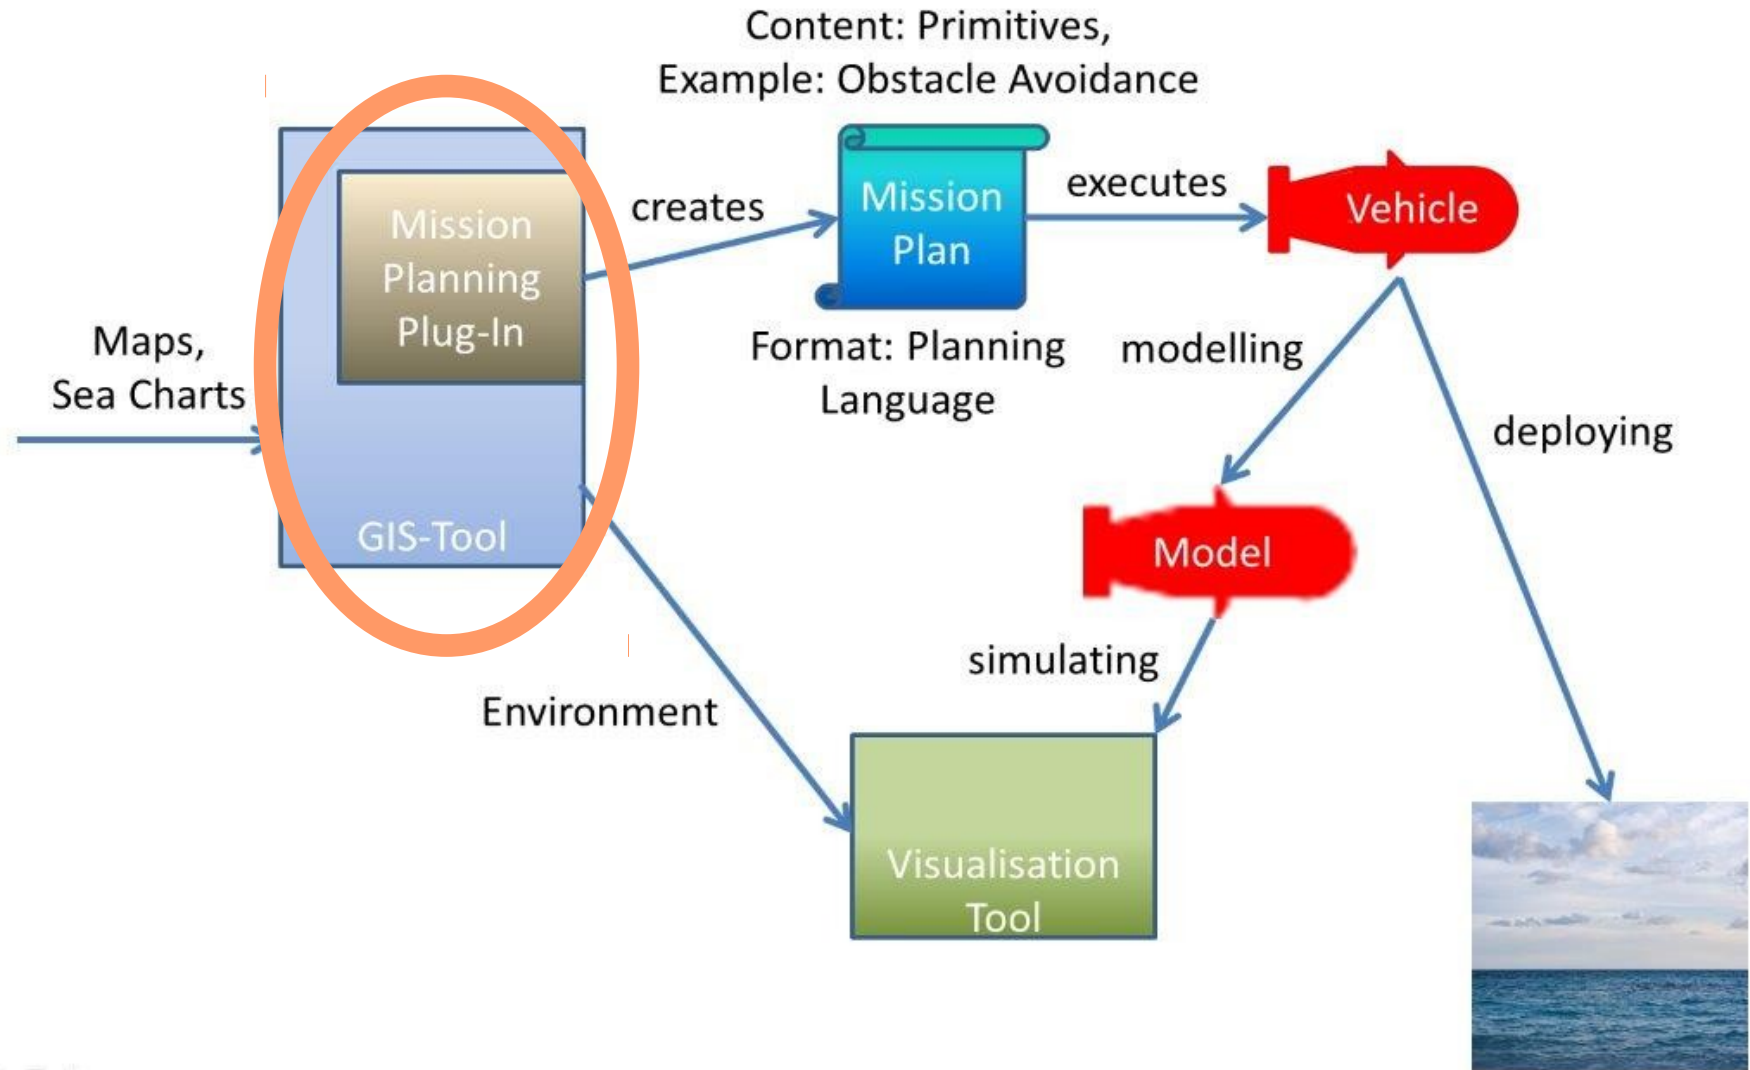 Content: Primitives,
Example: Obstacle Avoidance
Mission
Planning
Plug-In
creates
Mission
Plan
executes
Vehicle
Maps,
Sea Charts
Format: Planning
Language
modelling
deploying
GIS-Tool
Model
simulating
Environment
Visualisation
Tool